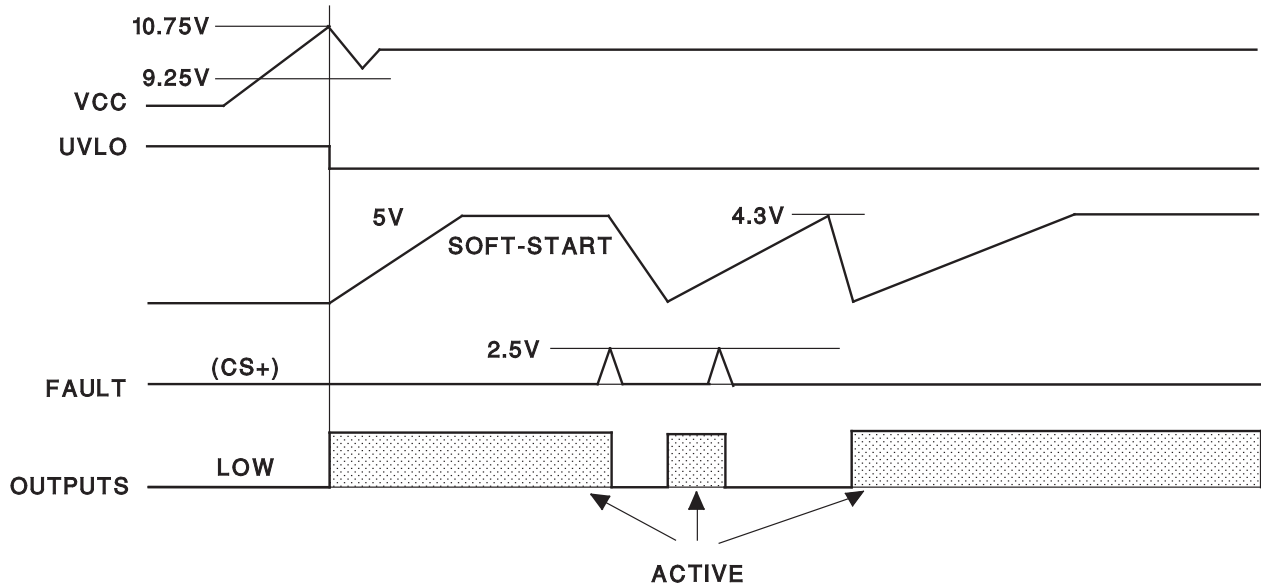 10.75V
9.25V
VCC
UVLO
5V
4.3V
SOFT-START
2.5V
(CS+)
FAULT
LOW
OUTPUTS
ACTIVE